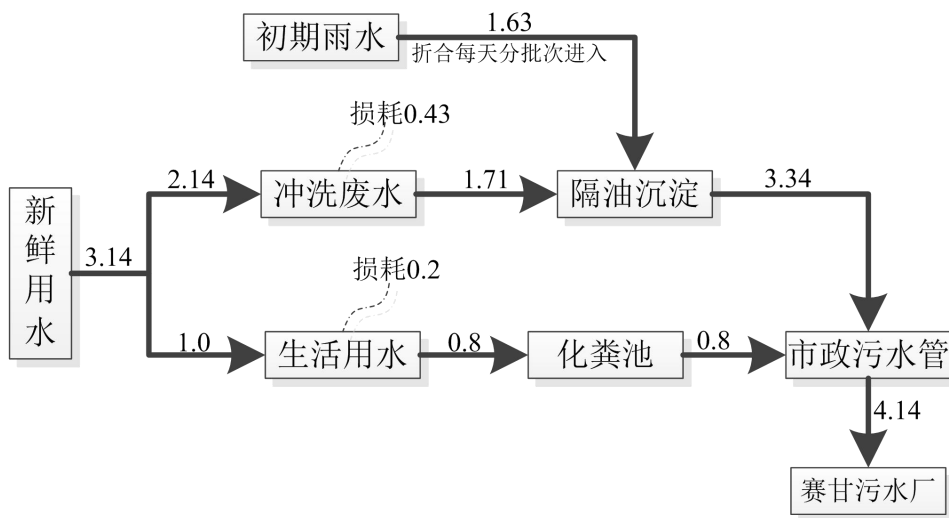 初期雨水
1.63
折合每天分批次进入
损耗0.43
2.14
冲洗废水
1.71
隔油沉淀
3.34
新鲜用水
3.14
损耗0.2
1.0
生活用水
0.8
化粪池
0.8
市政污水管
4.14
赛甘污水厂